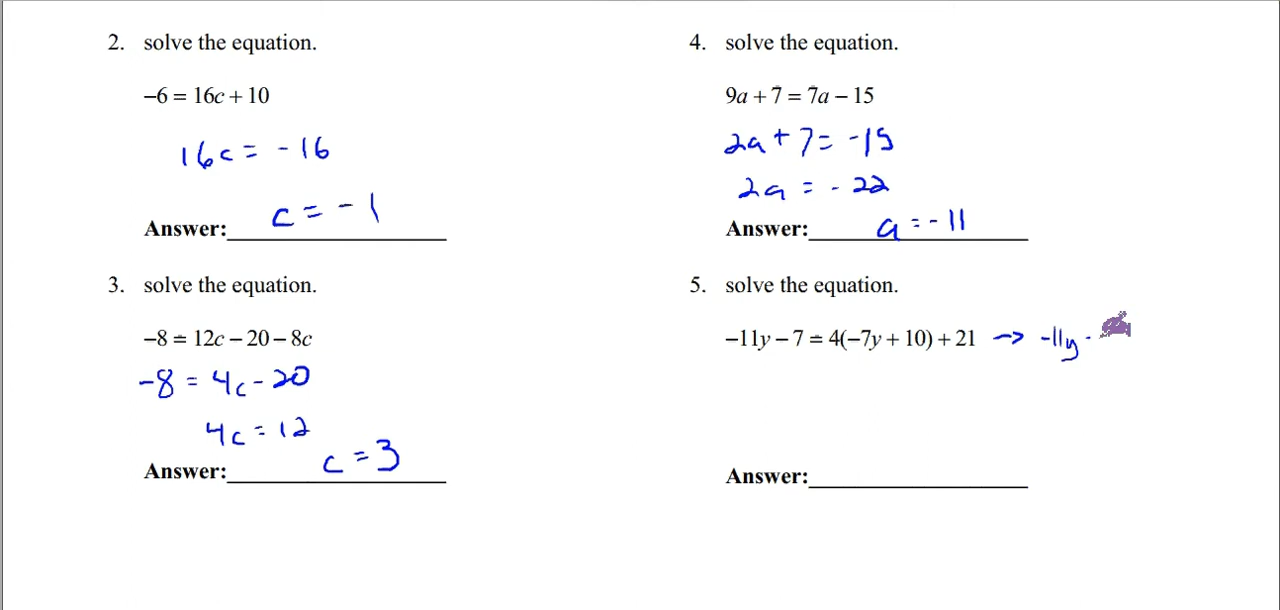 2. solve the equation.
−6 = 16c + 10
16c = -16
c = -1
Answer:
3. solve the equation.
−8 = 12c − 20 − 8c
-8 = 4c - 20
4c = 12
c = 3
Answer:
4. solve the equation.
9a + 7 = 7a − 15
2a + 7 = -15
2a = -22
a = -11
Answer:
5. solve the equation.
−11y − 7 = 4(−7y + 10) + 21 → -11y -
Answer: